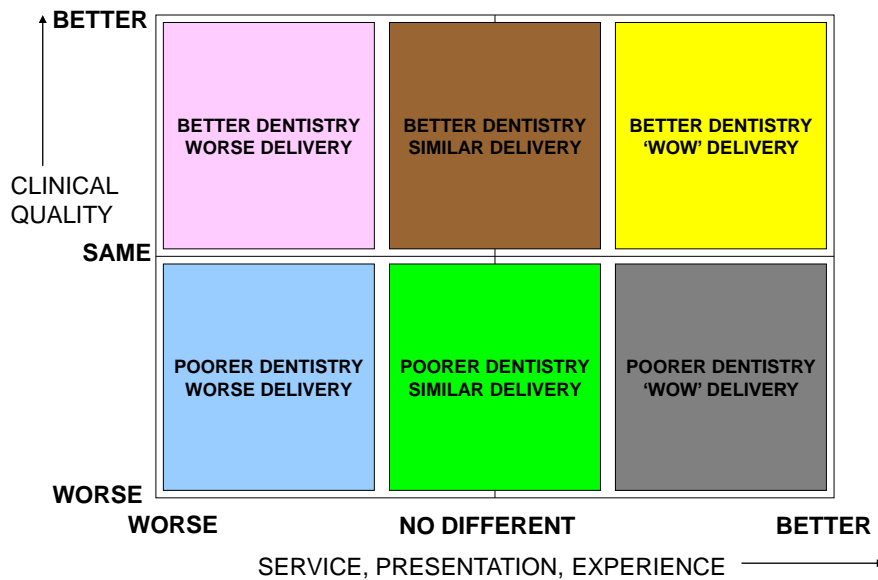 BETTER
BETTER DENTISTRY
WORSE DELIVERY
BETTER DENTISTRY
SIMILAR DELIVERY
BETTER DENTISTRY
‘WOW’ DELIVERY
CLINICAL
QUALITY
SAME
POORER DENTISTRY
WORSE DELIVERY
POORER DENTISTRY
SIMILAR DELIVERY
POORER DENTISTRY
‘WOW’ DELIVERY
WORSE
WORSE
NO DIFFERENT
BETTER
SERVICE, PRESENTATION, EXPERIENCE